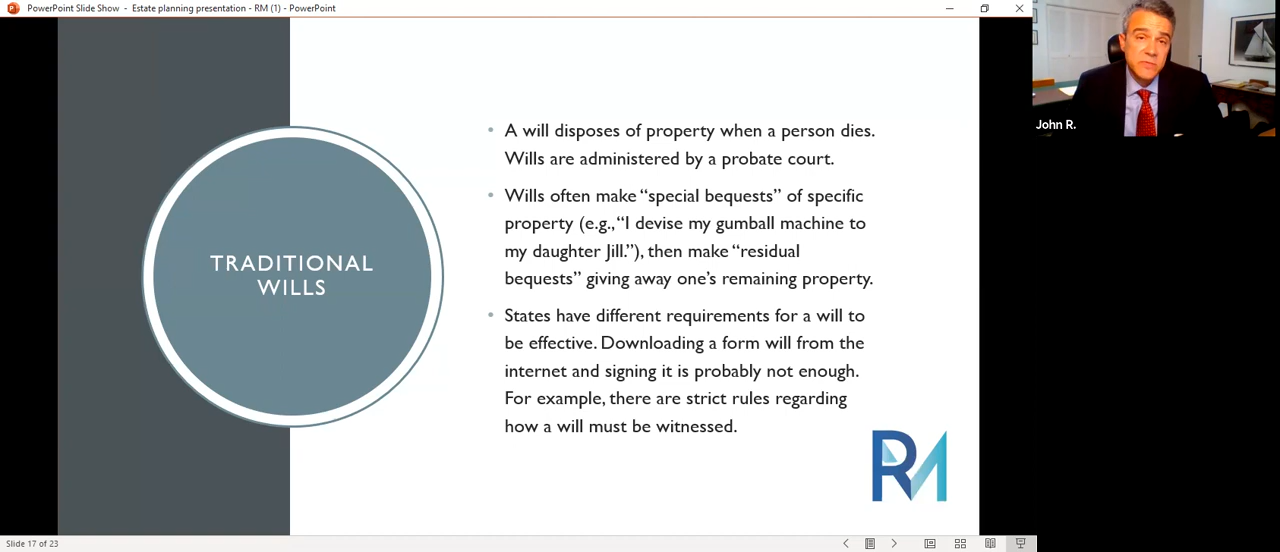 PowerPoint Slide Show - Estate planning presentation - RM (1) - PowerPoint
John R.
TRADITIONAL
WILLS
• A will disposes of property when a person dies.
Wills are administered by a probate court.
• Wills often make “special bequests” of specific
property (e.g., “I devise my gumball machine to
my daughter Jill.”), then make “residual
bequests” giving away one’s remaining property.
• States have different requirements for a will to
be effective. Downloading a form will from the
internet and signing it is probably not enough.
For example, there are strict rules regarding
how a will must be witnessed.
RM
Slide 17 of 23